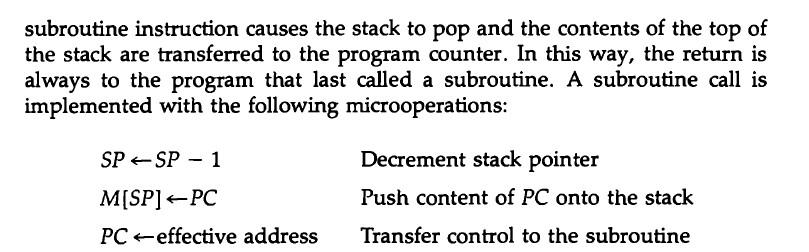 subroutine instruction causes the stack to pop and the contents of the top of
the stack are transferred to the program counter. In this way, the return is
always to the program that last called a subroutine. A subroutine call is
implemented with the following microoperations:
SP ← SP − 1 Decrement stack pointer
M[SP] ← PC Push content of PC onto the stack
PC ← effective address Transfer control to the subroutine